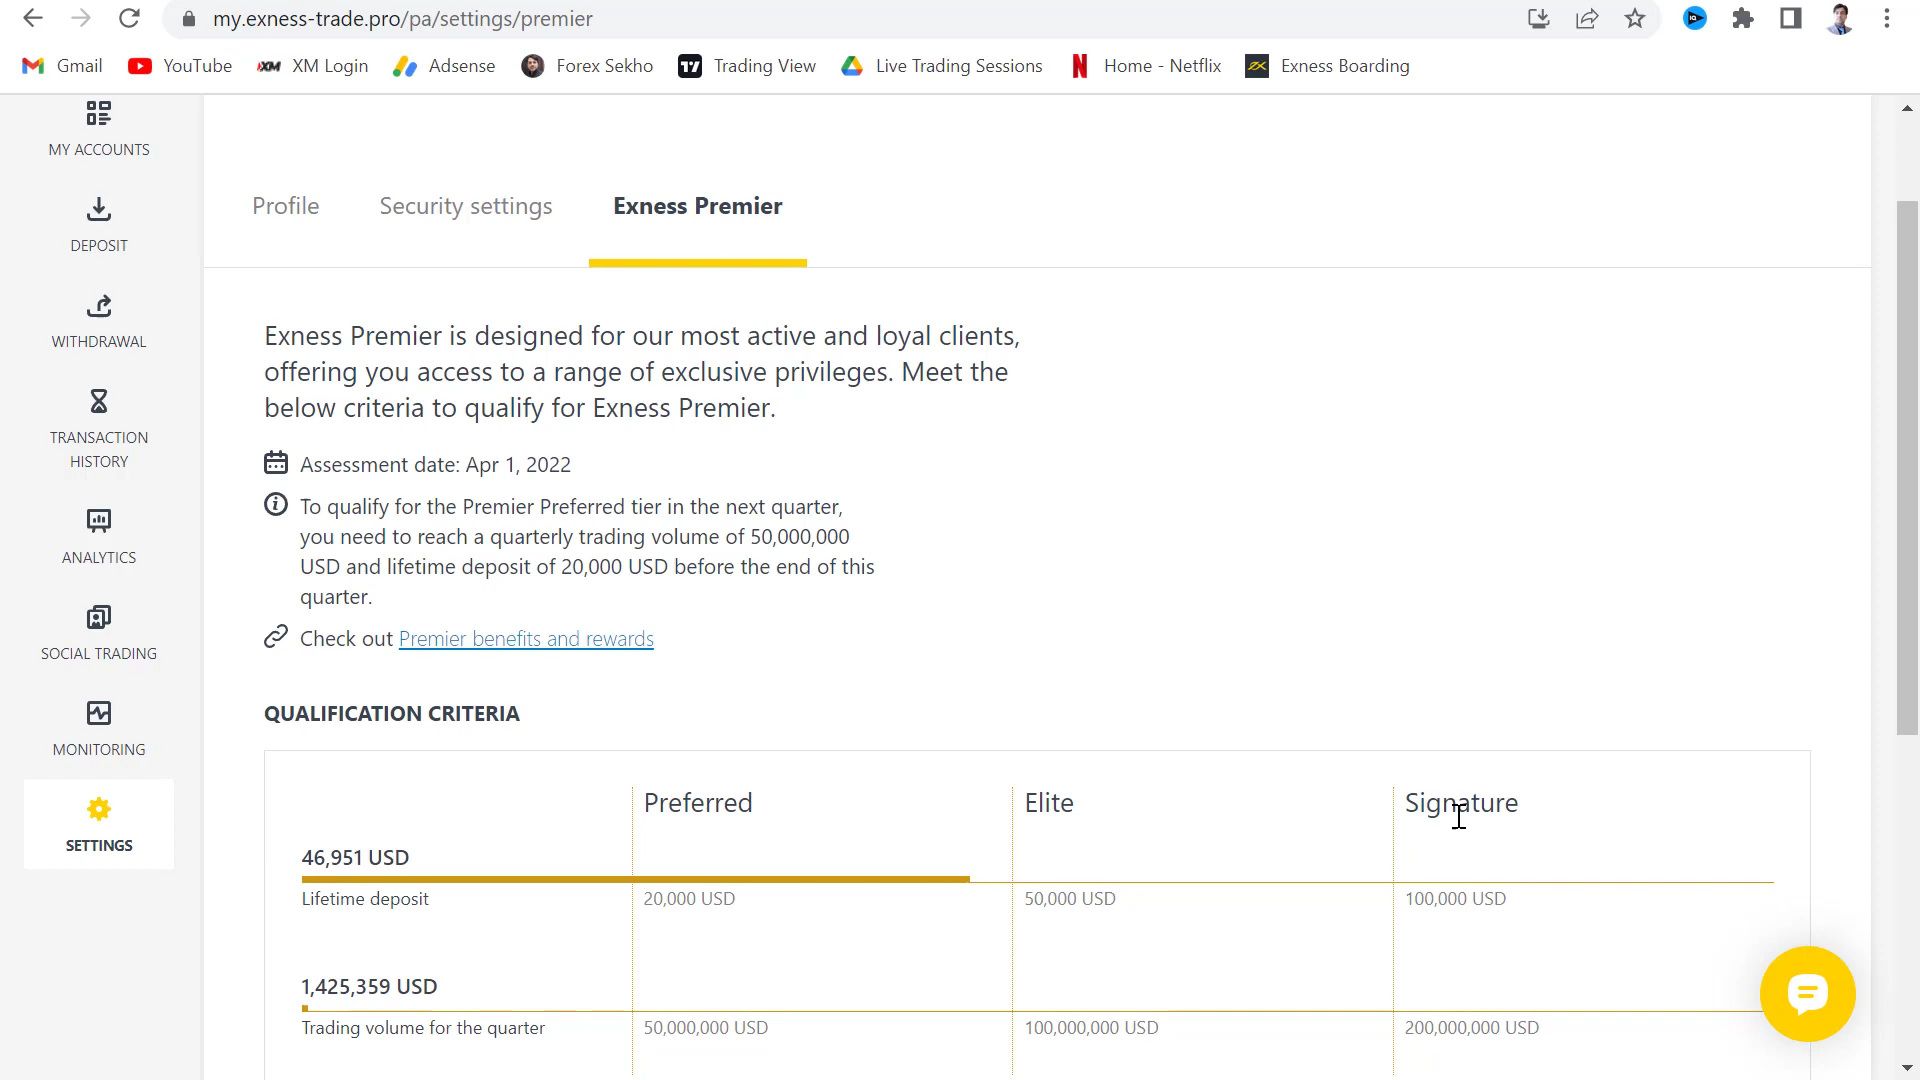 my.exness-trade.pro/pa/settings/premier
Gmail YouTube XM XM Login Adsense Forex Sekho Trading View Live Trading Sessions Home - Netflix Exness Boarding
MY ACCOUNTS
DEPOSIT
WITHDRAWAL
TRANSACTION
HISTORY
ANALYTICS
SOCIAL TRADING
MONITORING
SETTINGS
Profile Security settings Exness Premier
Exness Premier is designed for our most active and loyal clients,
offering you access to a range of exclusive privileges. Meet the
below criteria to qualify for Exness Premier.
Assessment date: Apr 1, 2022
To qualify for the Premier Preferred tier in the next quarter,
you need to reach a quarterly trading volume of 50,000,000
USD and lifetime deposit of 20,000 USD before the end of this
quarter.
Check out Premier benefits and rewards
QUALIFICATION CRITERIA
Preferred Elite Signature
46,951 USD
Lifetime deposit 20,000 USD 50,000 USD 100,000 USD
1,425,359 USD
Trading volume for the quarter 50,000,000 USD 100,000,000 USD 200,000,000 USD